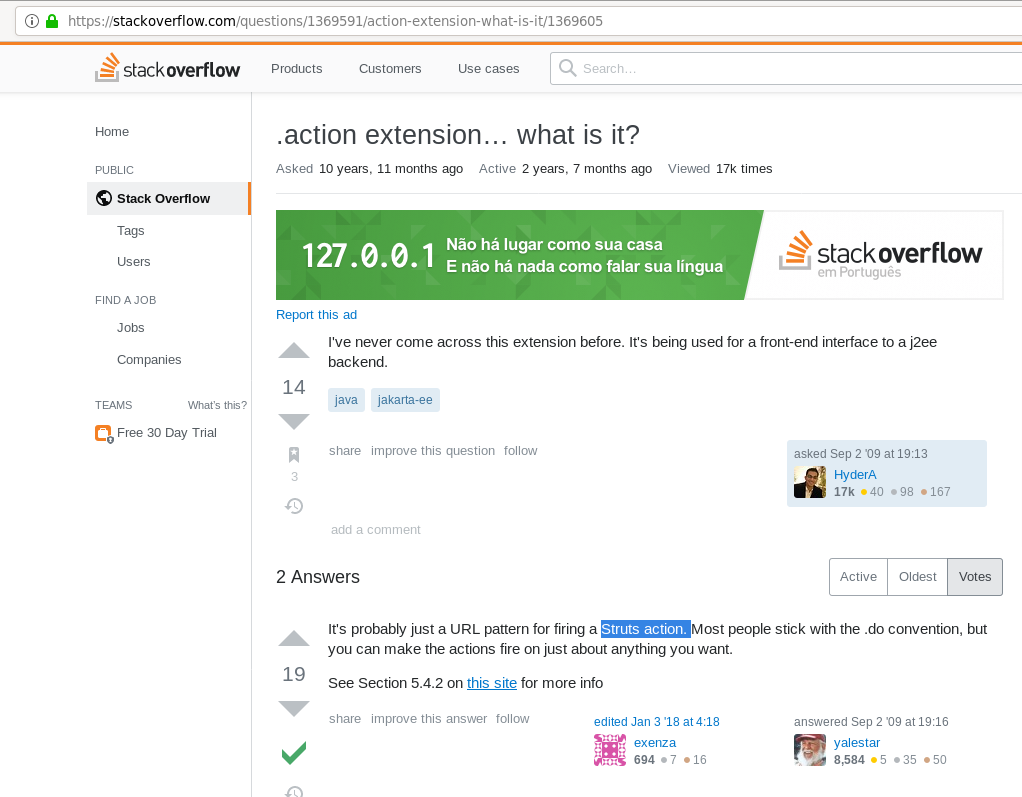 https://stackoverflow.com/questions/1369591/action-extension-what-is-it/1369605
stackoverflow Products Customers Use cases Search…
Home
PUBLIC
Stack Overflow
Tags
Users
FIND A JOB
Jobs
Companies
TEAMS What's this?
Free 30 Day Trial
.action extension… what is it?
Asked 10 years, 11 months ago Active 2 years, 7 months ago Viewed 17k times
127.0.0.1
Não há lugar como sua casa
E não há nada como falar sua língua
stackoverflow
em Português
Report this ad
I've never come across this extension before. It's being used for a front-end interface to a j2ee
backend.
14
java jakarta-ee
share improve this question follow
3
asked Sep 2 '09 at 19:13
HyderA
17k 40 98 167
add a comment
2 Answers
Active Oldest Votes
It's probably just a URL pattern for firing a Struts action. Most people stick with the .do convention, but
you can make the actions fire on just about anything you want.
19
See Section 5.4.2 on this site for more info
share improve this answer follow
edited Jan 3 '18 at 4:18
exenza
694 7 16
answered Sep 2 '09 at 19:16
yalestar
8,584 5 35 50